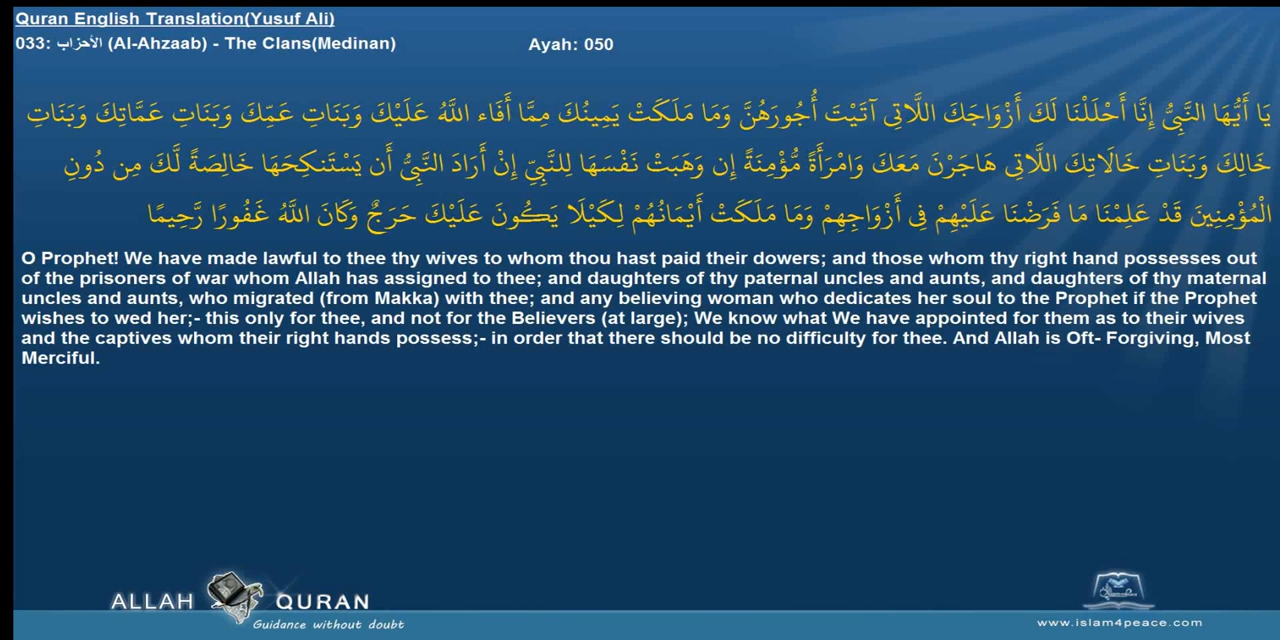 Quran English Translation(Yusuf Ali)
033: الأحزاب (Al-Ahzaab) - The Clans(Medinan) Ayah: 050
يَا أَيُّهَا النَّبِيُّ إِنَّا أَحْلَلْنَا لَكَ أَزْوَاجَكَ اللَّاتِي آتَيْتَ أُجُورَهُنَّ وَمَا مَلَكَتْ يَمِينُكَ مِمَّا أَفَاء اللَّهُ عَلَيْكَ وَبَنَاتِ عَمِّكَ وَبَنَاتِ عَمَّاتِكَ وَبَنَاتِ
خَالِكَ وَبَنَاتِ خَالَاتِكَ اللَّاتِي هَاجَرْنَ مَعَكَ وَامْرَأَةً مُّؤْمِنَةً إِن وَهَبَتْ نَفْسَهَا لِلنَّبِيِّ إِنْ أَرَادَ النَّبِيُّ أَن يَسْتَنكِحَهَا خَالِصَةً لَّكَ مِن دُونِ
الْمُؤْمِنِينَ قَدْ عَلِمْنَا مَا فَرَضْنَا عَلَيْهِمْ فِي أَزْوَاجِهِمْ وَمَا مَلَكَتْ أَيْمَانُهُمْ لِكَيْلَا يَكُونَ عَلَيْكَ حَرَجٌ وَكَانَ اللَّهُ غَفُورًا رَّحِيمًا
O Prophet! We have made lawful to thee thy wives to whom thou hast paid their dowers; and those whom thy right hand possesses out
of the prisoners of war whom Allah has assigned to thee; and daughters of thy paternal uncles and aunts, and daughters of thy maternal
uncles and aunts, who migrated (from Makka) with thee; and any believing woman who dedicates her soul to the Prophet if the Prophet
wishes to wed her;- this only for thee, and not for the Believers (at large); We know what We have appointed for them as to their wives
and the captives whom their right hands possess;- in order that there should be no difficulty for thee. And Allah is Oft- Forgiving, Most
Merciful.
ALLAH QURAN
Guidance without doubt
www.islam4peace.com